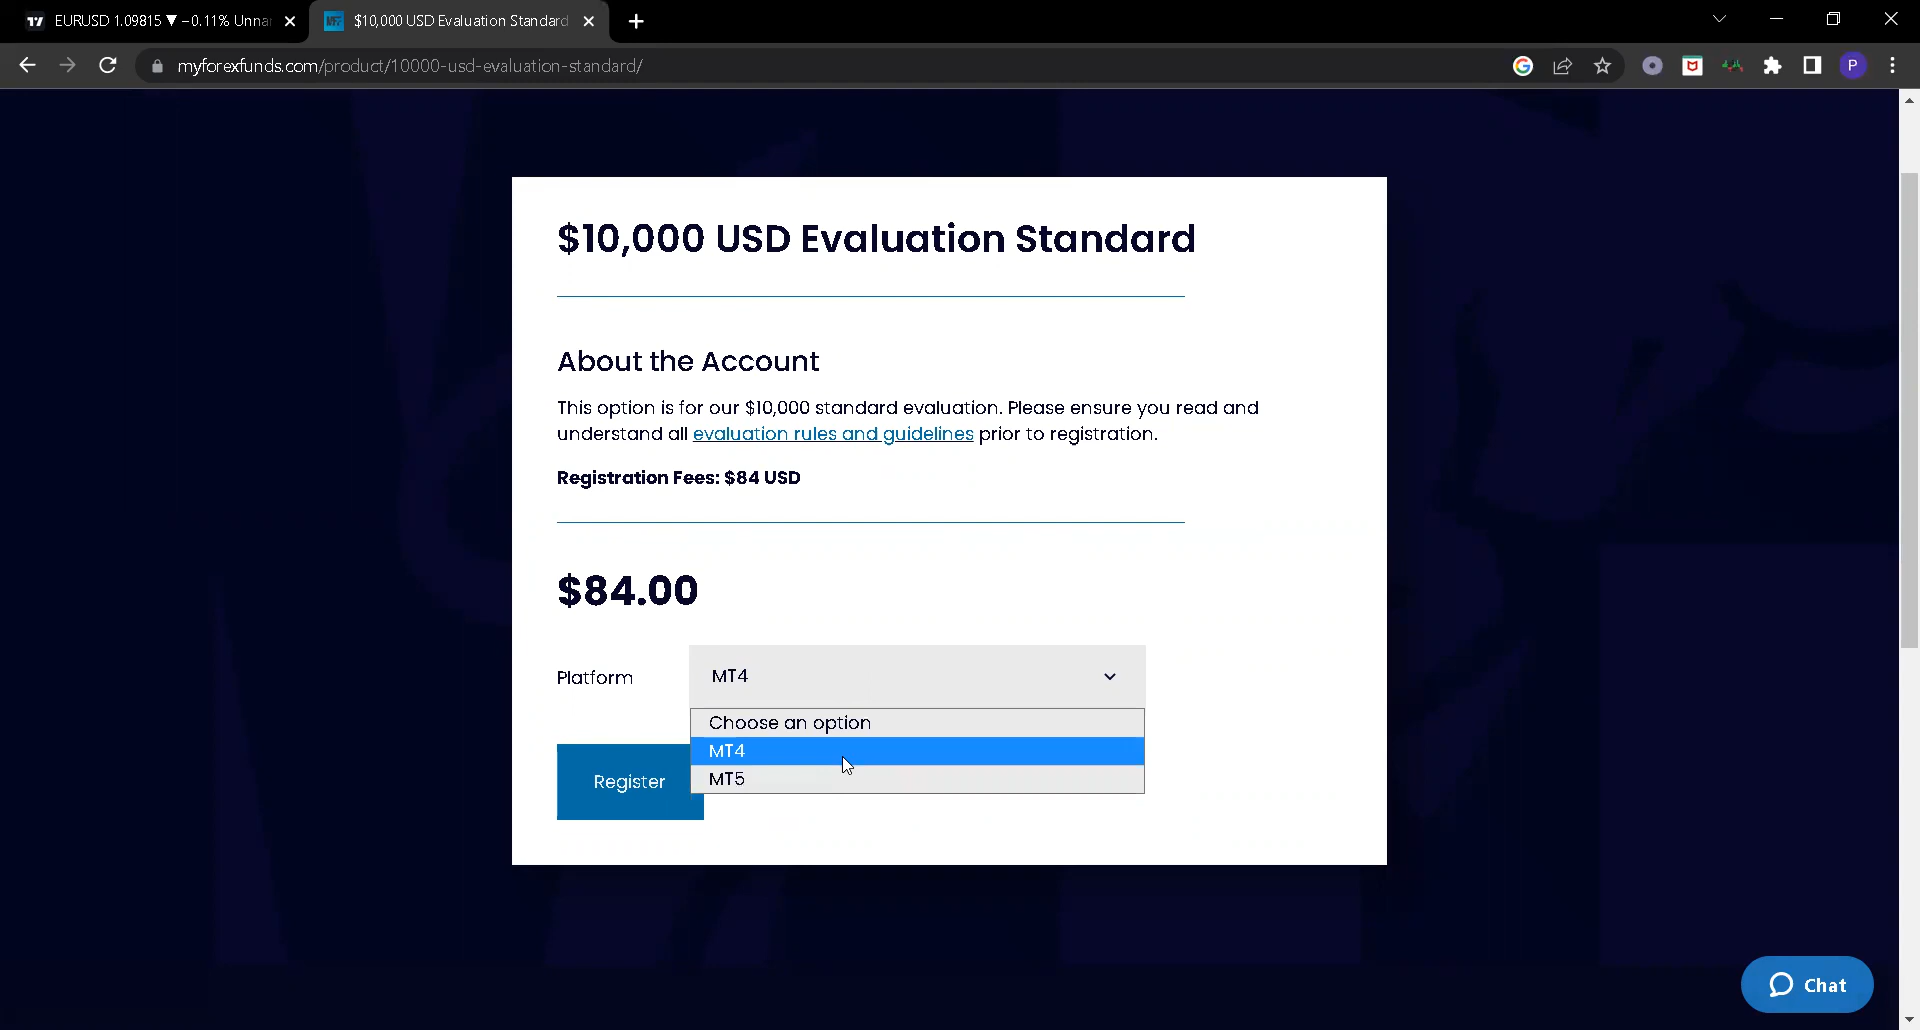 EURUSD 1.09815 ▼ −0.11% Unna
$10,000 USD Evaluation Standard
myforexfunds.com/product/10000-usd-evaluation-standard/
P
$10,000 USD Evaluation Standard
About the Account
This option is for our $10,000 standard evaluation. Please ensure you read and
understand all evaluation rules and guidelines prior to registration.
Registration Fees: $84 USD
$84.00
Platform
MT4
Choose an option
MT4
MT5
Register
Chat